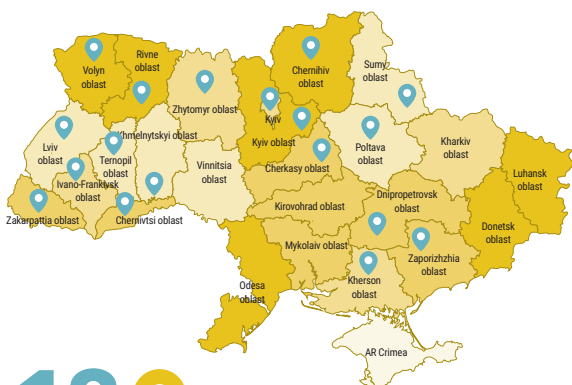 Volyn
oblast
Rivne
oblast
Chernihiv
oblast
Sumy
oblast
Zhytomyr oblast
Kyiv
Kyiv oblast
Khmelnytskyi oblast
Lviv
oblast
Ternopil
oblast
Poltava
oblast
Kharkiv
oblast
Cherkasy oblast
Vinnitsia
oblast
Luhansk
oblast
Ivano-Frankivsk
oblast
Dnipropetrovsk
oblast
Kirovohrad oblast
Zakarpattia oblast
Chernivtsi oblast
Donetsk
oblast
Mykolaiv oblast
Zaporizhzhia
oblast
Kherson
oblast
Odesa
oblast
AR Crimea